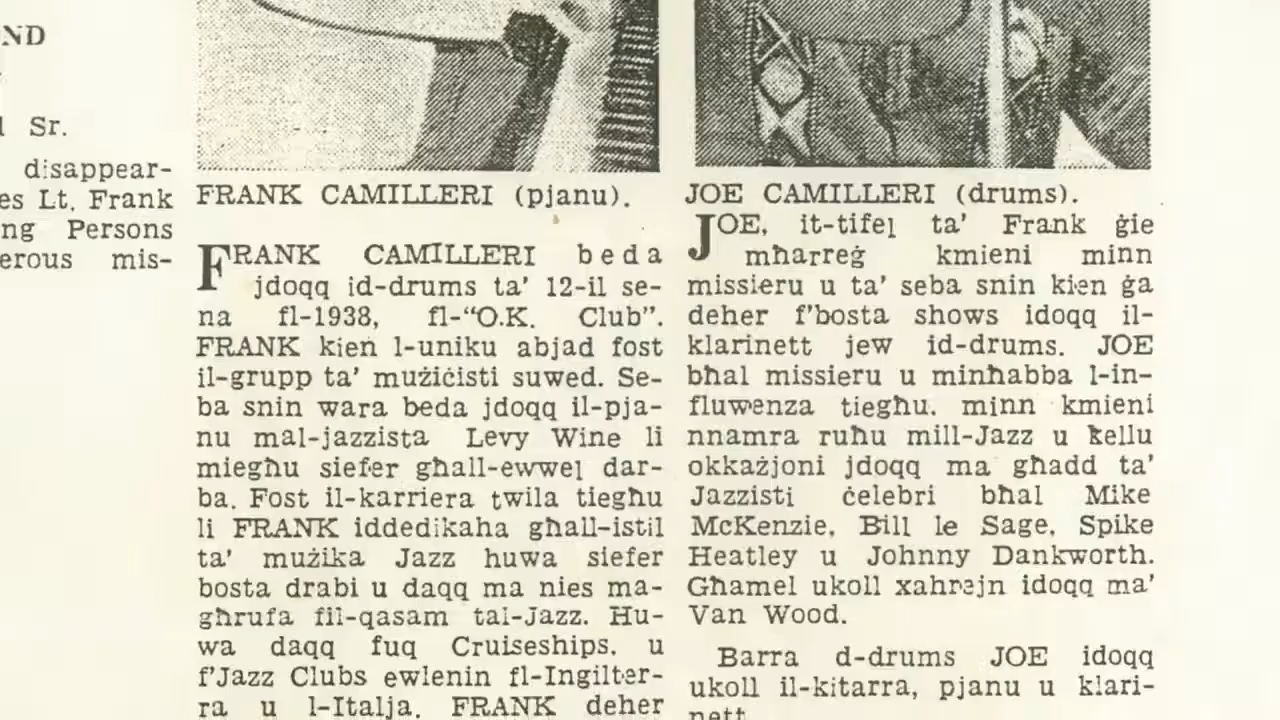 ND
l Sr.
disappear-
es Lt. Frank
ng Persons
erous mis-
FRANK CAMILLERI (pjanu).
FRANK CAMILLERI beda
jdoqq id-drums ta' 12-il se-
na fl-1938, fl-“O.K. Club”.
FRANK kien l-uniku abjad fost
il-grupp ta' mużiċisti suwed. Se-
ba snin wara beda jdoqq il-pja-
nu mal-jazzista Levy Wine li
miegħu siefer għall-ewwel dar-
ba. Fost il-karriera twila tiegħu
li FRANK iddedikaha għall-istil
ta' mużika Jazz huwa siefer
bosta drabi u daqq ma nies ma-
għrufa fil-qasam tal-Jazz. Hu-
wa daqq fuq Cruiseships. u
f'Jazz Clubs ewlenin fl-Ingilter-
ra u l-Italja. FRANK deher
JOE CAMILLERI (drums).
JOE, it-tifel ta' Frank ġie
mħarreġ kmieni minn
missieru u ta' seba snin kien ġa
deher f'bosta shows idoqq il-
klarinett jew id-drums. JOE
bħal missieru u minħabba l-in-
fluwenza tiegħu. minn kmieni
nnamra ruħu mill-Jazz u kellu
okkażjoni jdoqq ma għadd ta'
Jazzisti ċelebri bħal Mike
McKenzie, Bill le Sage, Spike
Heatley u Johnny Dankworth.
Għamel ukoll xahrejn idoqq ma'
Van Wood.
Barra d-drums JOE idoqq
ukoll il-kitarra, pjanu u klari-
nett.